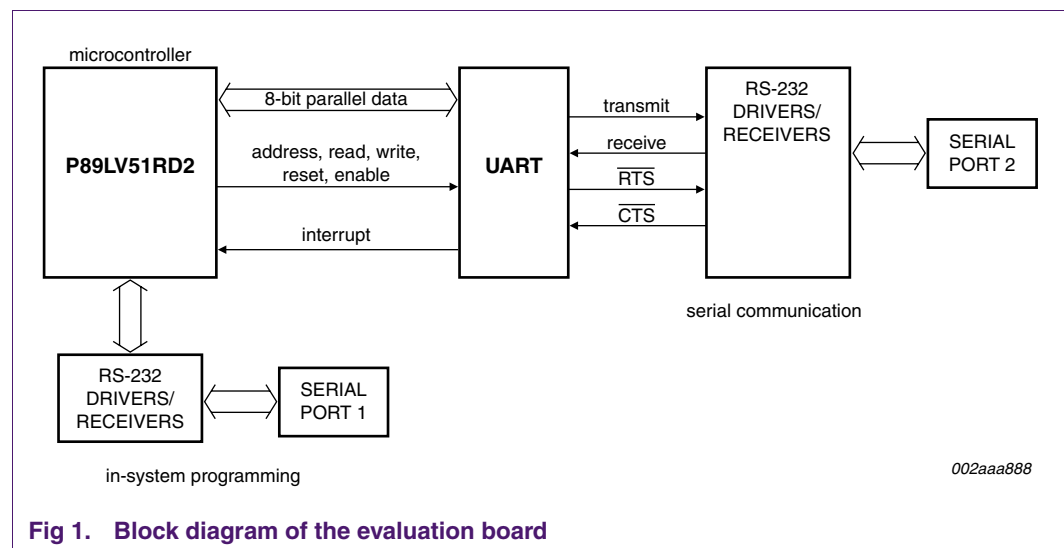 microcontroller
P89LV51RD2
8-bit parallel data
address, read, write,
reset, enable
interrupt
UART
transmit
receive
RTS
CTS
RS-232
DRIVERS/
RECEIVERS
SERIAL
PORT 2
serial communication
RS-232
DRIVERS/
RECEIVERS
SERIAL
PORT 1
in-system programming
002aaa888
Fig 1. Block diagram of the evaluation board